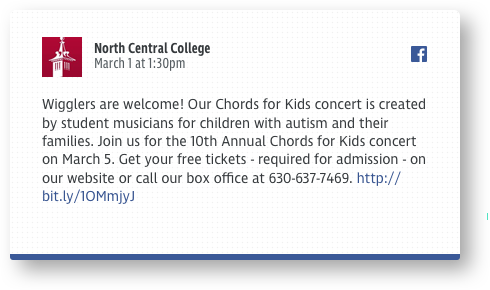 North Central College
March 1 at 1:30pm
Wigglers are welcome! Our Chords for Kids concert is created
by student musicians for children with autism and their
families. Join us for the 10th Annual Chords for Kids concert
on March 5. Get your free tickets - required for admission - on
our website or call our box office at 630-637-7469. http://
bit.ly/1OMmjyJ